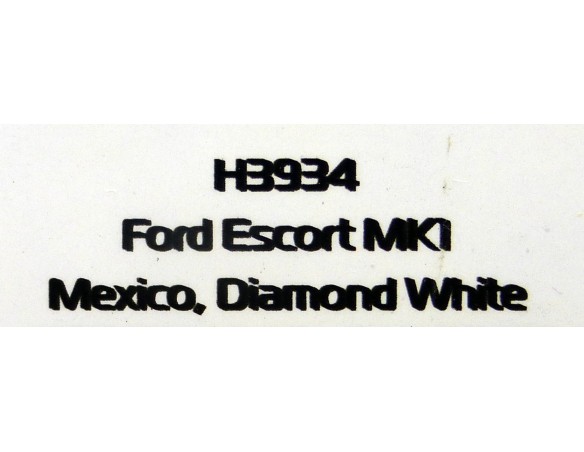 H3934
Ford Escort MK1
Mexico, Diamond White